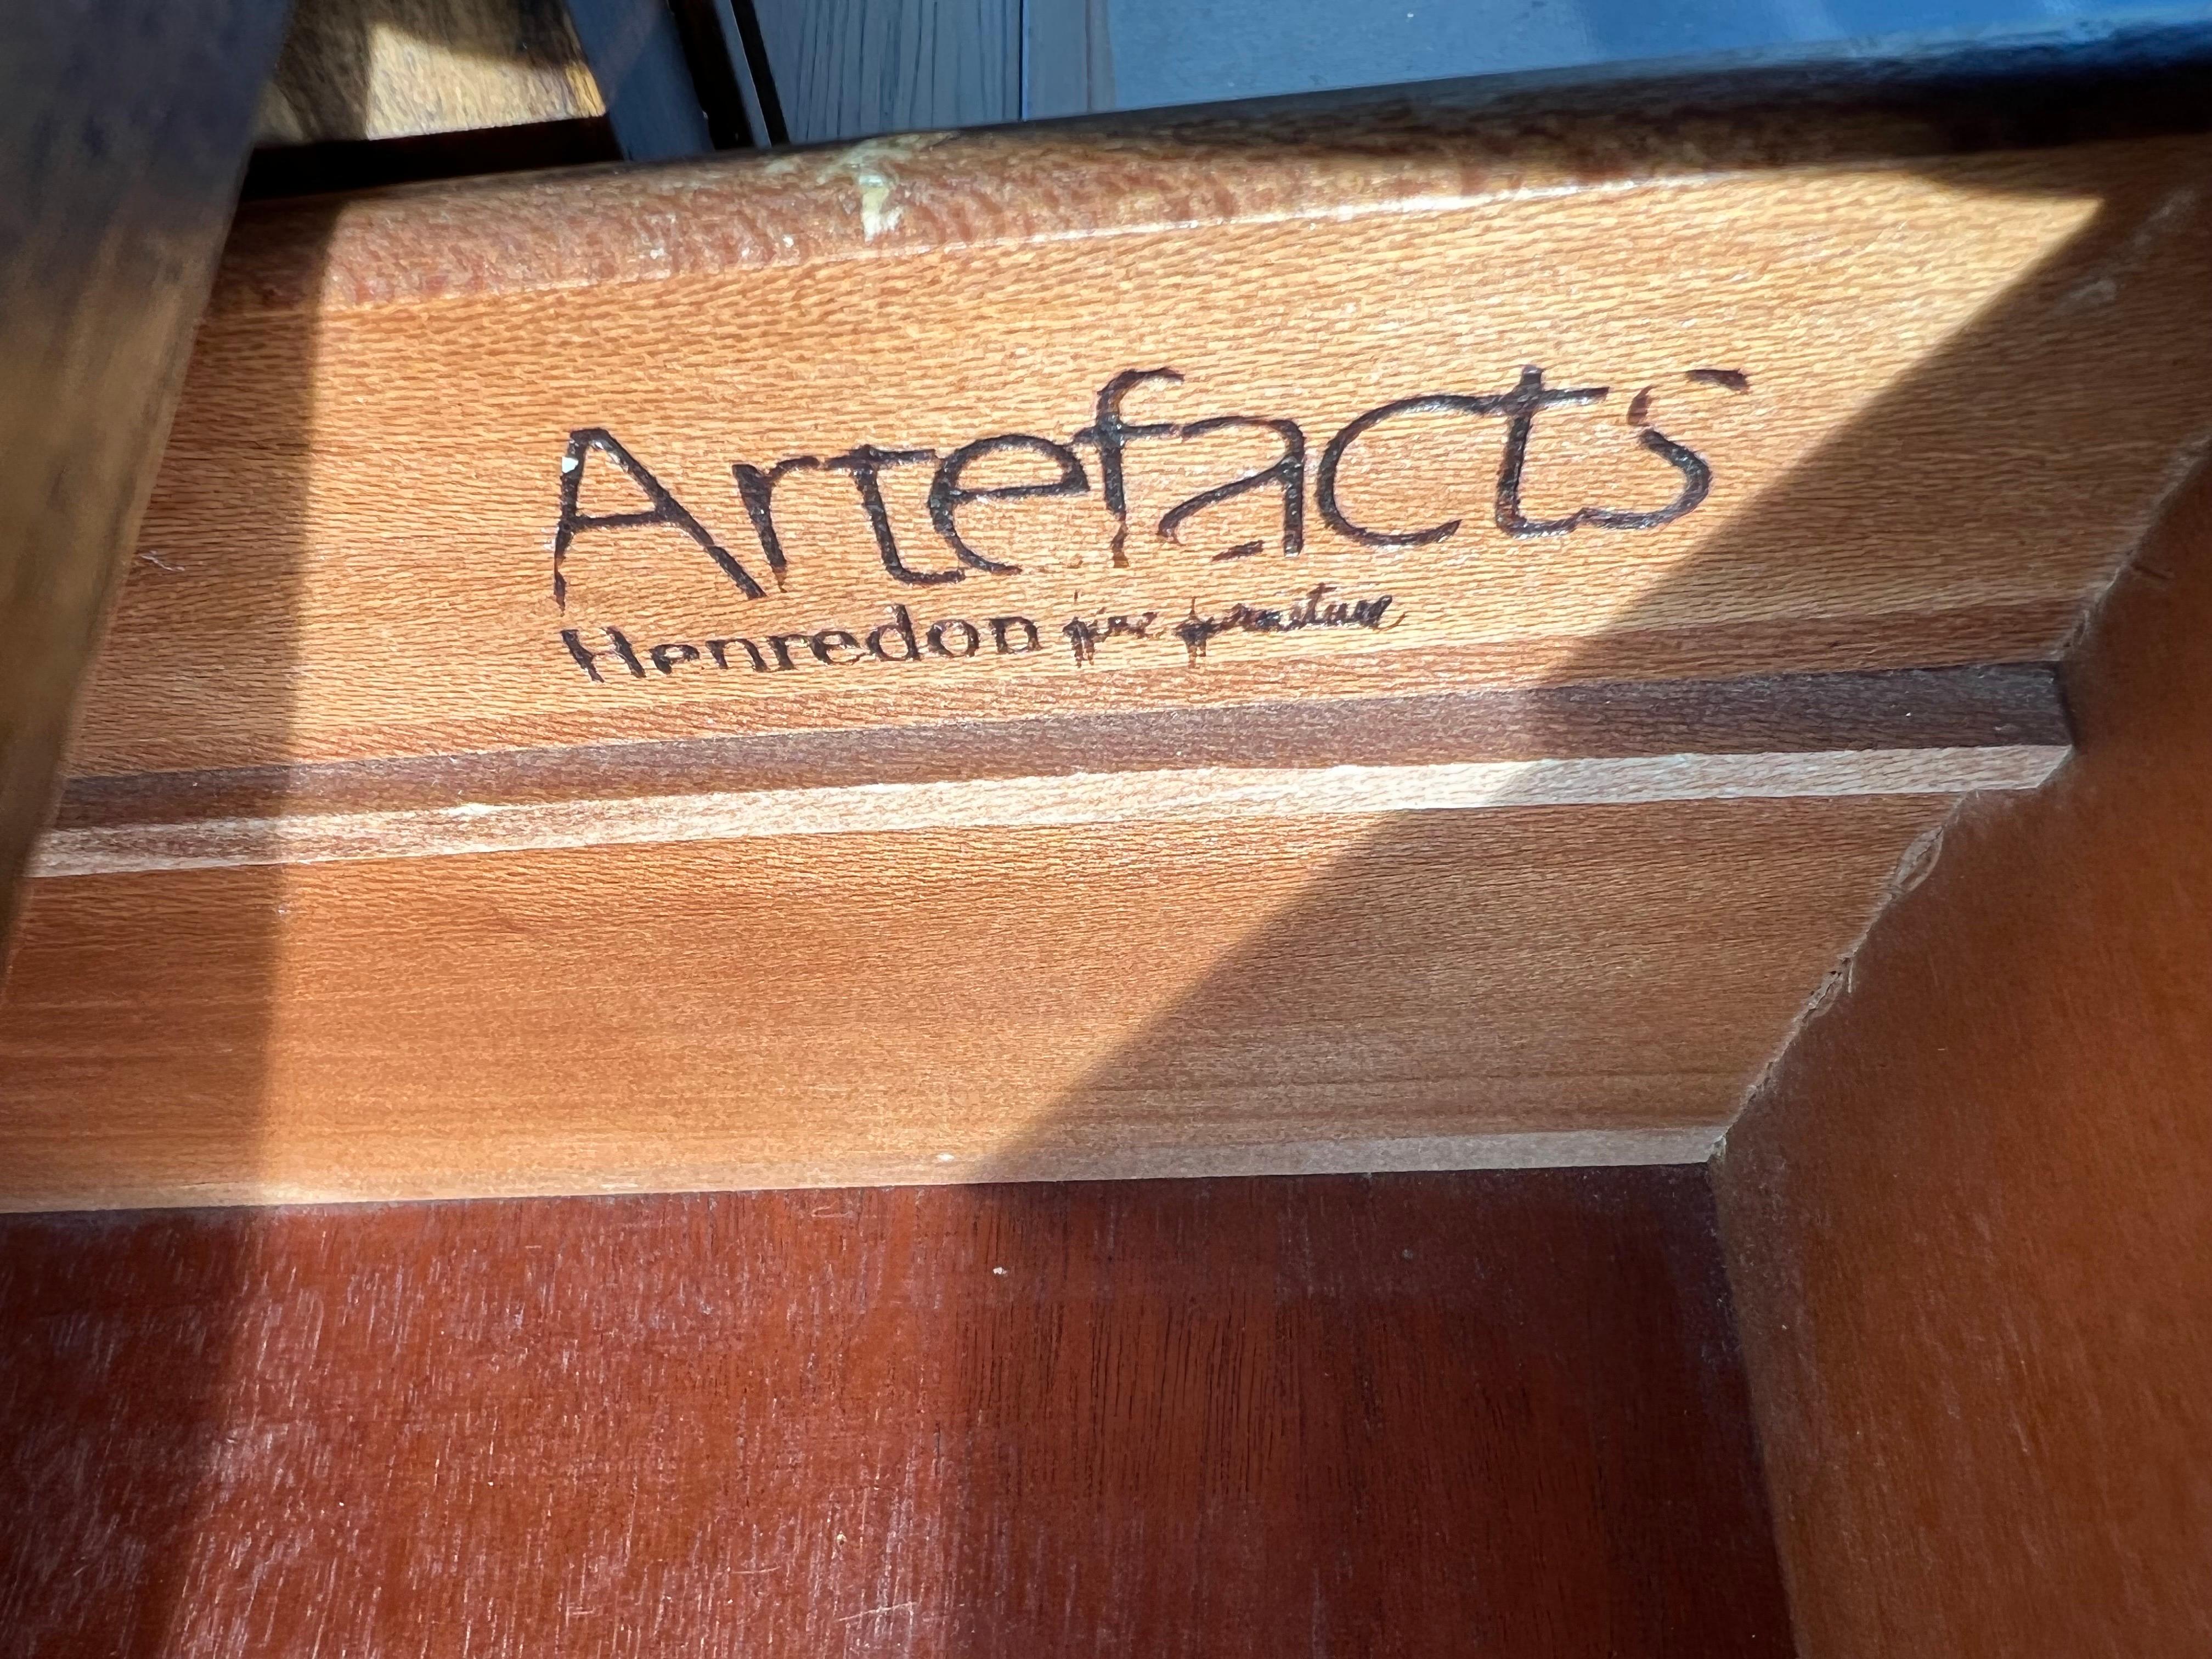 Artefacts
Henredon fine furniture